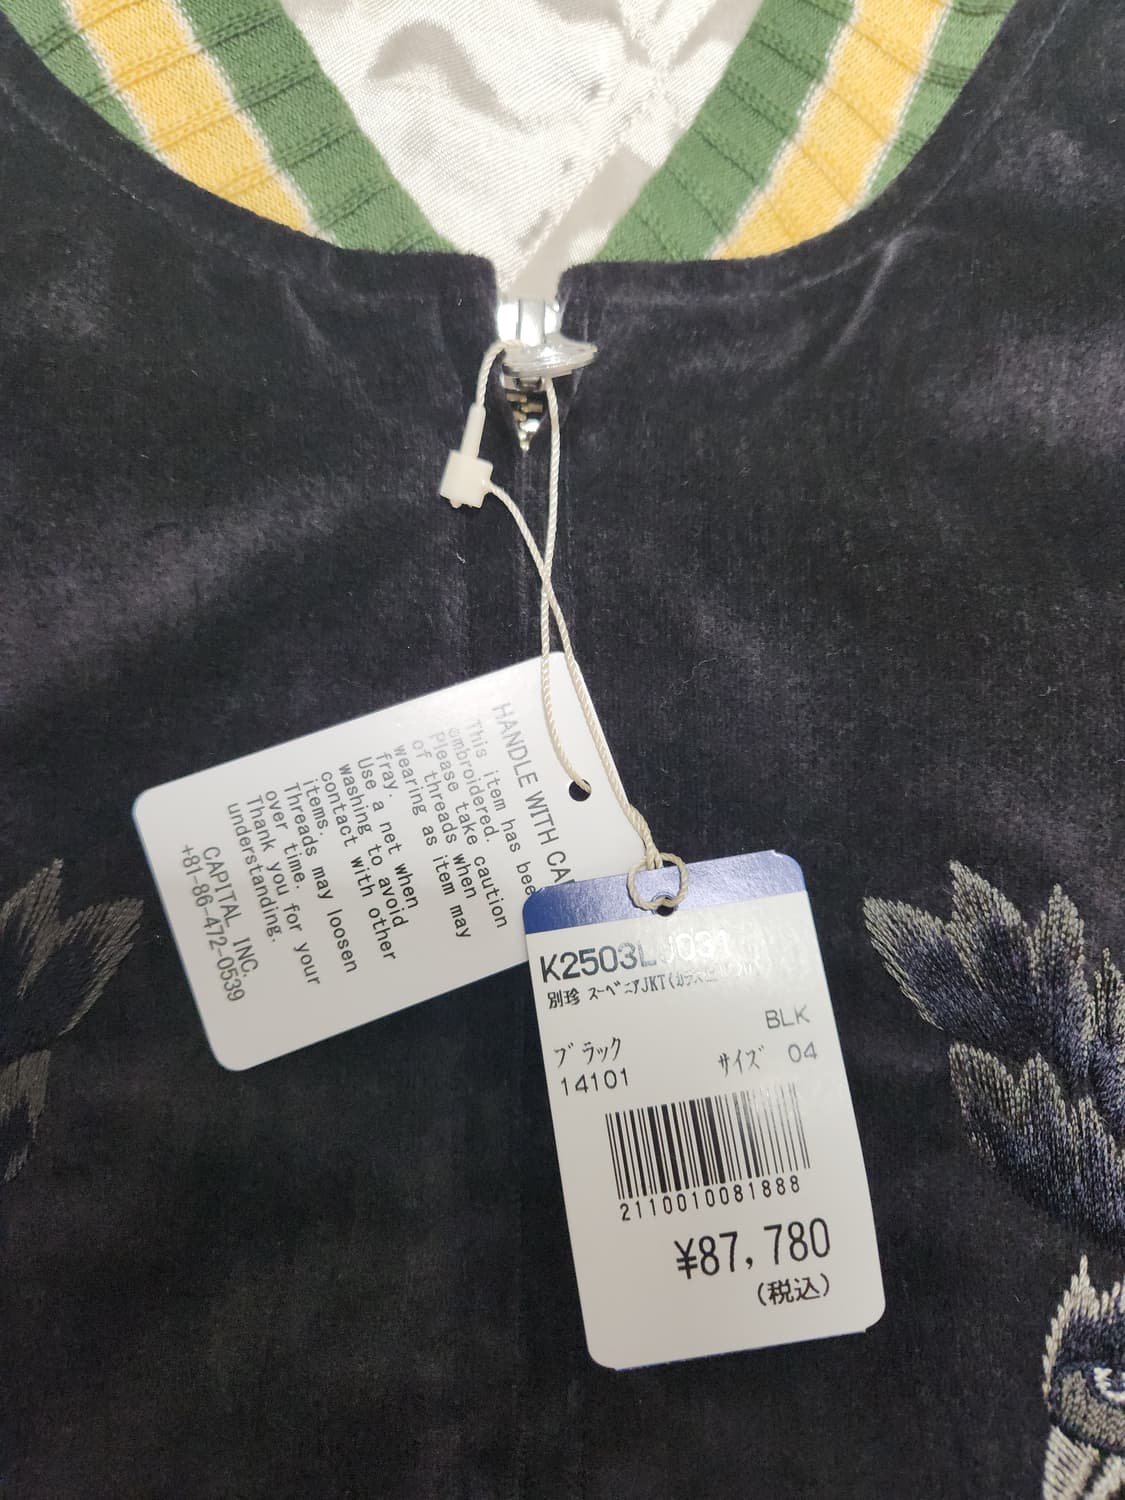 HANDLE WITH
This item has been
embroidered.
Please take caution
of threads when
wearing as item may
fray.
Use a net when
washing to avoid
contact with other
items.
Threads may loosen
over time.
Thank you for your
understanding.
CAPITAL INC.
+81-86-472-0539
K2503LJ031
別珍 スーベニアJKT(
BLK
ブラック
サイズ 04
14101
2110010081888
¥87,780
(税込)